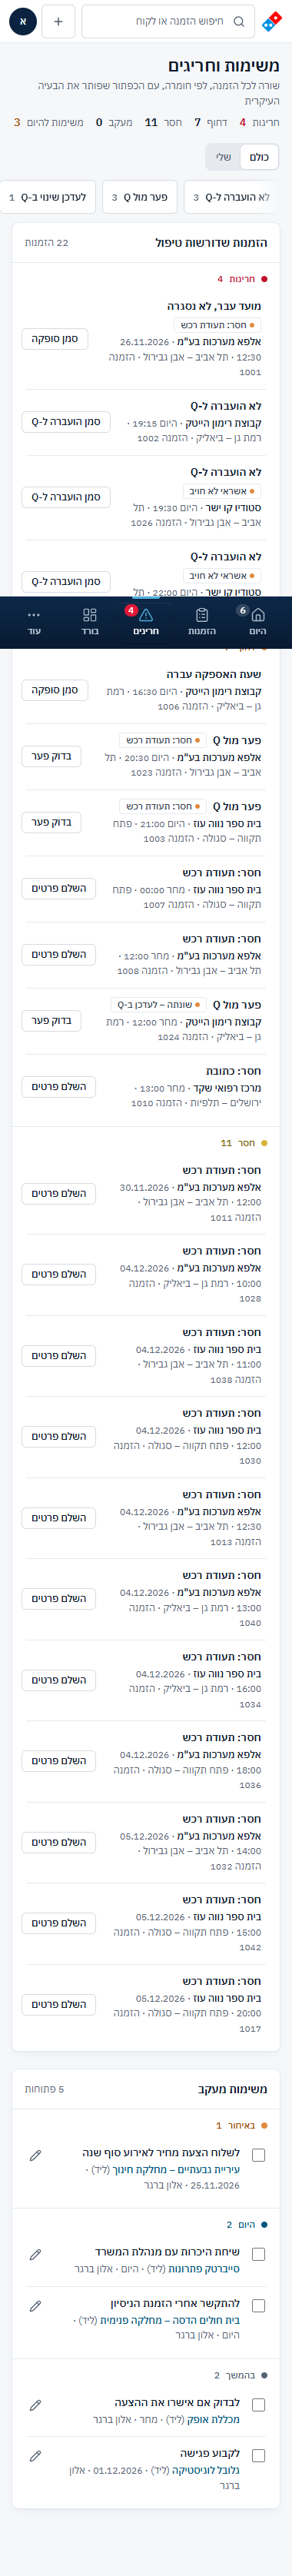 חיפוש הזמנה או לקוח
א
משימות וחריגים
שורה לכל הזמנה, לפי חומרה, עם הכפתור שפותר את הבעיה
העיקרית
חריגות 4 דחוף 7 חסר 11 מעקב 0 משימות להיום 3
כולם שלי
לא הועברה ל-Q 3 פער מול Q 3 לעדכן שינוי ב-Q 1
הזמנות שדורשות טיפול 22 הזמנות
חריגות 4
מועד עבר, לא נסגרה
חסר: תעודת רכש
אלפא מערכות בע"מ · 26.11.2026
12:30 · תל אביב – אבן גבירול · הזמנה
1001
סמן סופקה
לא הועברה ל-Q
קבוצת רימון הייטק · היום 19:15 ·
רמת גן – ביאליק · הזמנה 1002
סמן הועברה ל-Q
לא הועברה ל-Q
אשראי לא חויב
סטודיו קו ישר · היום 19:30 · תל
אביב – אבן גבירול · הזמנה 1026
סמן הועברה ל-Q
לא הועברה ל-Q
אשראי לא חויב
סטודיו קו ישר · היום 22:00 · תל
סמן הועברה ל-Q
היום 6
הזמנות
חריגים 4
בורד
עוד
שעת האספקה עברה
קבוצת רימון הייטק · היום 16:30 · רמת
גן – ביאליק · הזמנה 1006
סמן סופקה
פער מול Q חסר: תעודת רכש
אלפא מערכות בע"מ · היום 20:30 · תל
אביב – אבן גבירול · הזמנה 1023
בדוק פער
פער מול Q חסר: תעודת רכש
בית ספר נווה עוז · היום 21:00 · פתח
תקווה – סגולה · הזמנה 1003
בדוק פער
חסר: תעודת רכש
בית ספר נווה עוז · מחר 00:00 · פתח
תקווה – סגולה · הזמנה 1007
השלם פרטים
חסר: תעודת רכש
אלפא מערכות בע"מ · מחר 12:00 ·
תל אביב – אבן גבירול · הזמנה 1008
השלם פרטים
פער מול Q שונתה – לעדכן ב-Q
קבוצת רימון הייטק · מחר 12:00 · רמת
גן – ביאליק · הזמנה 1024
בדוק פער
חסר: כתובת
מרכז רפואי שקד · מחר 13:00 ·
ירושלים – תלפיות · הזמנה 1010
השלם פרטים
חסר 11
חסר: תעודת רכש
אלפא מערכות בע"מ · 30.11.2026
12:00 · תל אביב – אבן גבירול ·
הזמנה 1011
השלם פרטים
חסר: תעודת רכש
אלפא מערכות בע"מ · 04.12.2026
10:00 · רמת גן – ביאליק · הזמנה
1028
השלם פרטים
חסר: תעודת רכש
בית ספר נווה עוז · 04.12.2026
11:00 · תל אביב – אבן גבירול ·
הזמנה 1038
השלם פרטים
חסר: תעודת רכש
בית ספר נווה עוז · 04.12.2026
12:00 · פתח תקווה – סגולה · הזמנה
1030
השלם פרטים
חסר: תעודת רכש
אלפא מערכות בע"מ · 04.12.2026
12:30 · תל אביב – אבן גבירול ·
הזמנה 1013
השלם פרטים
חסר: תעודת רכש
אלפא מערכות בע"מ · 04.12.2026
13:00 · רמת גן – ביאליק · הזמנה
1040
השלם פרטים
חסר: תעודת רכש
בית ספר נווה עוז · 04.12.2026
16:00 · רמת גן – ביאליק · הזמנה
1034
השלם פרטים
חסר: תעודת רכש
אלפא מערכות בע"מ · 04.12.2026
18:00 · פתח תקווה – סגולה · הזמנה
1036
השלם פרטים
חסר: תעודת רכש
אלפא מערכות בע"מ · 05.12.2026
14:00 · תל אביב – אבן גבירול ·
הזמנה 1032
השלם פרטים
חסר: תעודת רכש
בית ספר נווה עוז · 05.12.2026
15:00 · פתח תקווה – סגולה · הזמנה
1042
השלם פרטים
חסר: תעודת רכש
בית ספר נווה עוז · 05.12.2026
20:00 · פתח תקווה – סגולה · הזמנה
1017
השלם פרטים
משימות מעקב 5 פתוחות
באיחור 1
לשלוח הצעת מחיר לאירוע סוף שנה
עיריית גבעתיים – מחלקת חינוך (ליד) ·
25.11.2026 · אלון ברגר
היום 2
שיחת היכרות עם מנהלת המשרד
סייברטק פתרונות (ליד) · היום · אלון ברגר
להתקשר אחרי הזמנת הניסיון
בית חולים הדסה – מחלקה פנימית (ליד) ·
היום · אלון ברגר
בהמשך 2
לבדוק אם אישרו את ההצעה
מכללת אופק (ליד) · מחר · אלון ברגר
לקבוע פגישה
גלובל לוגיסטיקה (ליד) · 01.12.2026 · אלון
ברגר